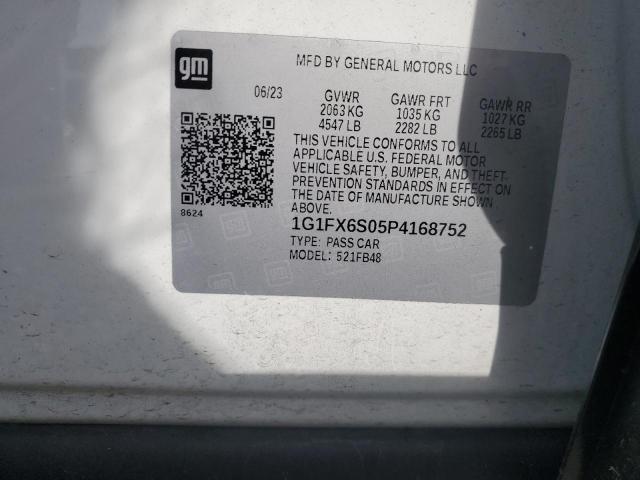 gm
MFD BY GENERAL MOTORS LLC
06/23 GVWR GAWR FRT GAWR RR
2063 KG 1035 KG 1027 KG
4547 LB 2282 LB 2265 LB
THIS VEHICLE CONFORMS TO ALL
APPLICABLE U.S. FEDERAL MOTOR
VEHICLE SAFETY, BUMPER, AND THEFT
PREVENTION STANDARDS IN EFFECT ON
THE DATE OF MANUFACTURE SHOWN
ABOVE.
8624
1G1FX6S05P4168752
TYPE: PASS CAR
MODEL: 521FB48